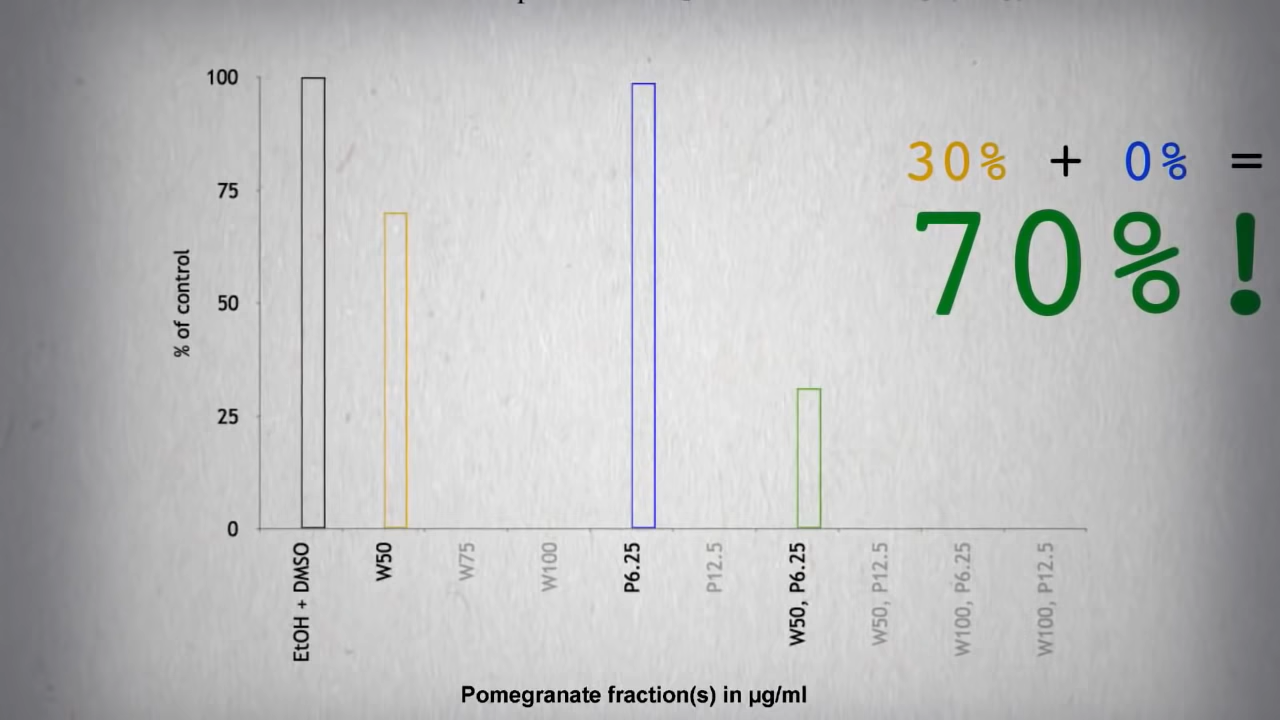 100
75
50
25
0
% of control
EtOH + DMSO
W50
W75
W100
P6.25
P12.5
W50, P6.25
W50, P12.5
W100, P6.25
W100, P12.5
Pomegranate fraction(s) in µg/ml
30% + 0% =
70%!